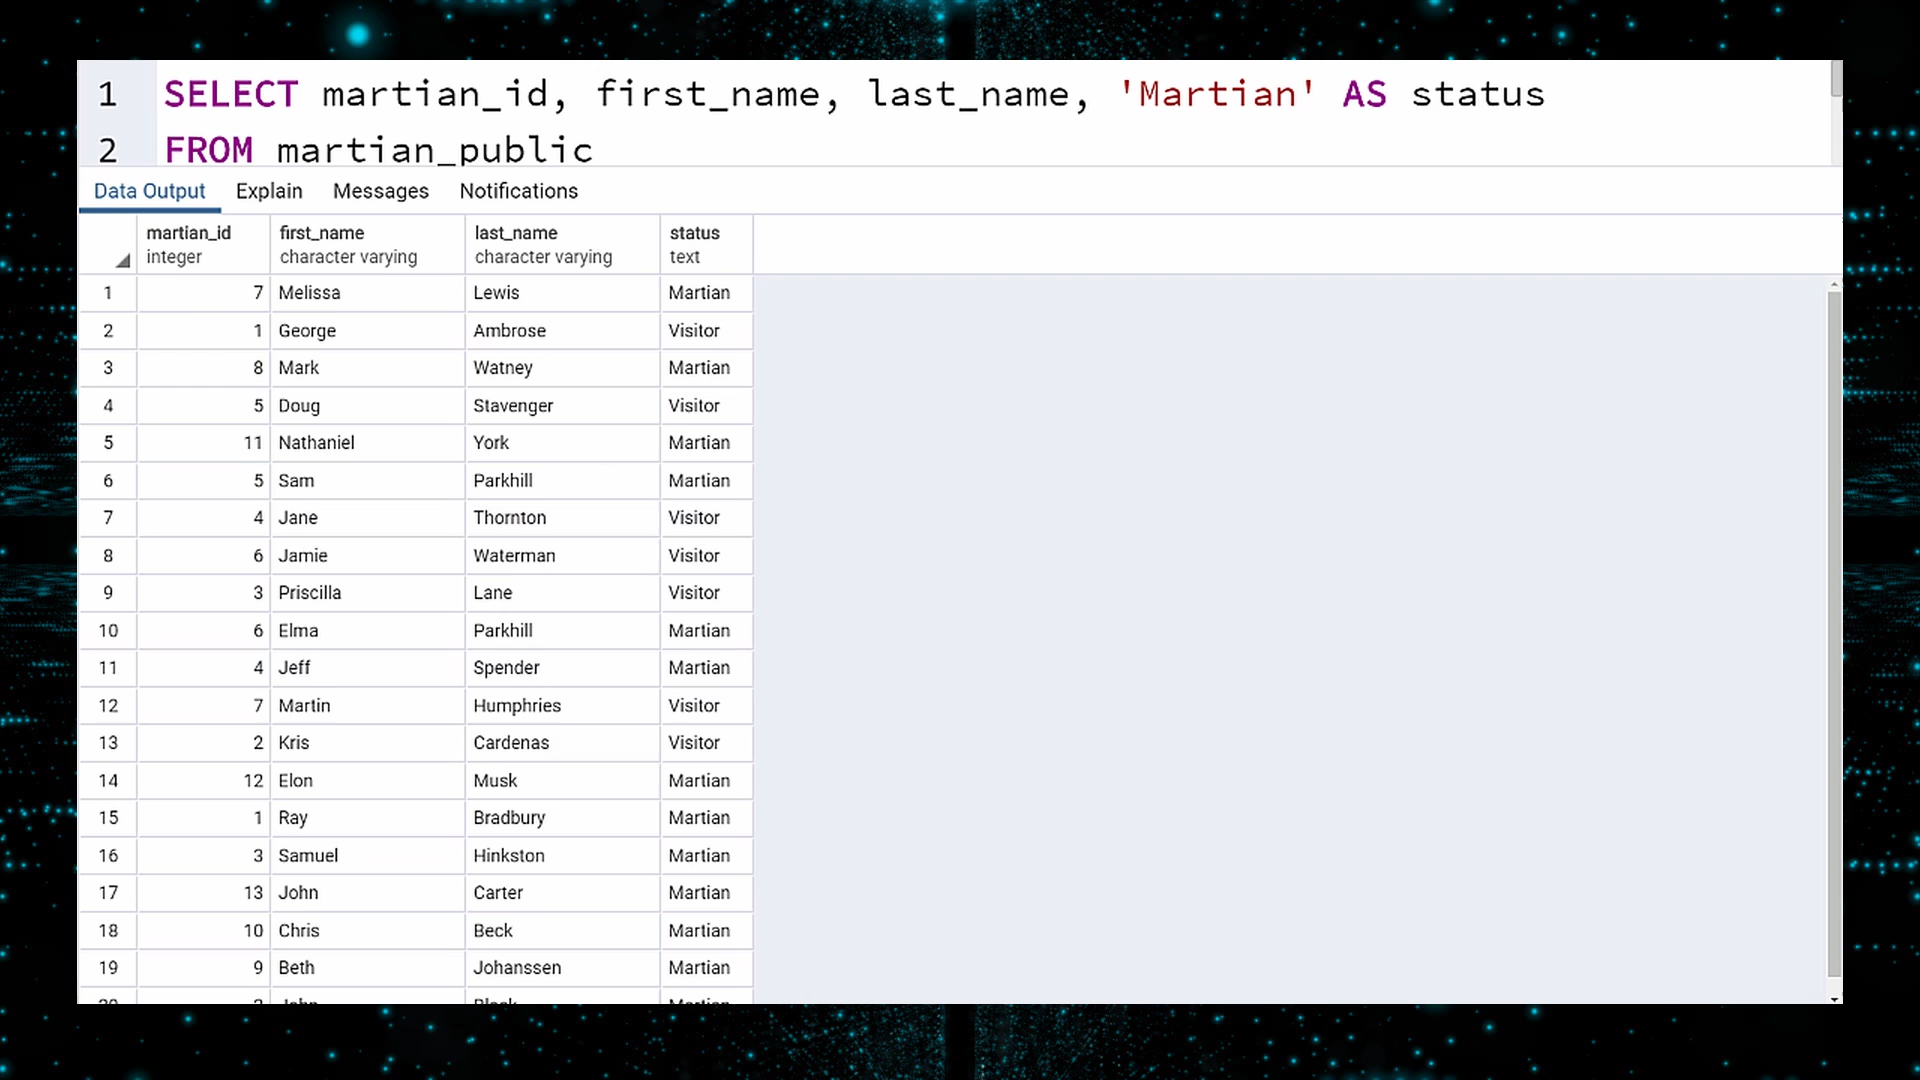 1 SELECT martian_id, first_name, last_name, 'Martian' AS status
2 FROM martian_public
Data Output Explain Messages Notifications
martian_id first_name last_name status
integer character varying character varying text
1 7 Melissa Lewis Martian
2 1 George Ambrose Visitor
3 8 Mark Watney Martian
4 5 Doug Stavenger Visitor
5 11 Nathaniel York Martian
6 5 Sam Parkhill Martian
7 4 Jane Thornton Visitor
8 6 Jamie Waterman Visitor
9 3 Priscilla Lane Visitor
10 6 Elma Parkhill Martian
11 4 Jeff Spender Martian
12 7 Martin Humphries Visitor
13 2 Kris Cardenas Visitor
14 12 Elon Musk Martian
15 1 Ray Bradbury Martian
16 3 Samuel Hinkston Martian
17 13 John Carter Martian
18 10 Chris Beck Martian
19 9 Beth Johanssen Martian